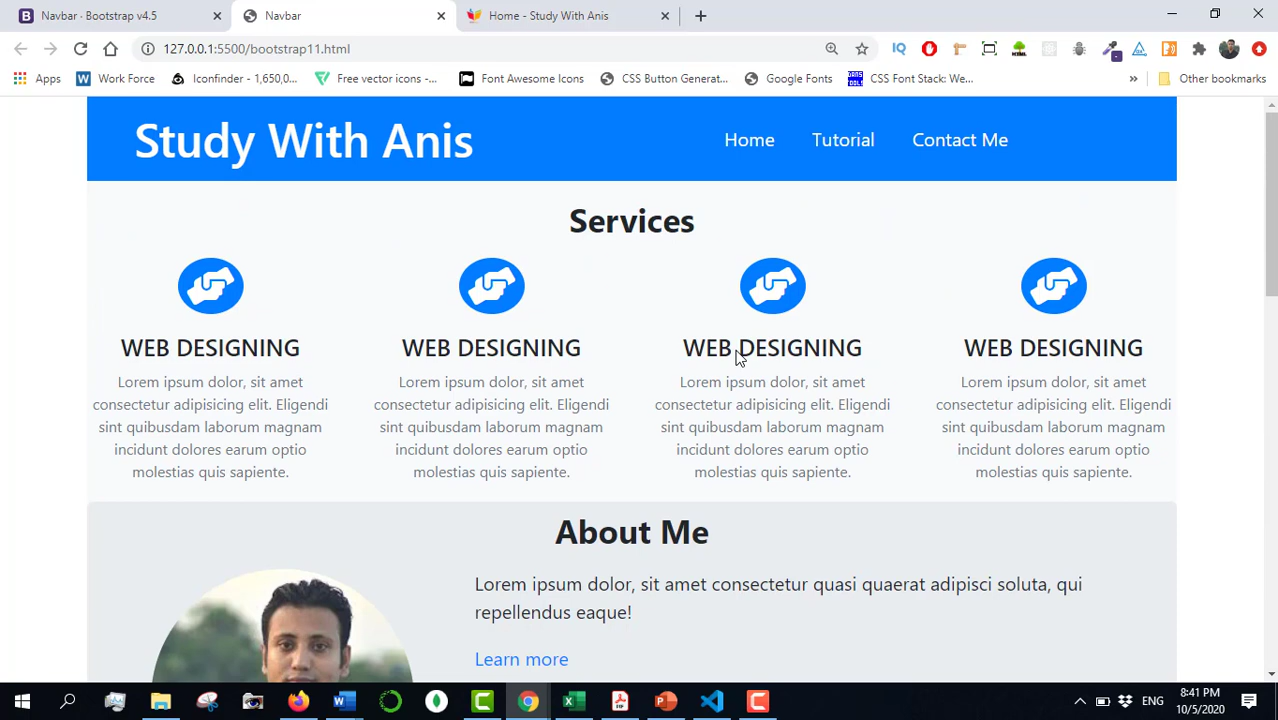 Navbar · Bootstrap v4.5
Navbar
Home - Study With Anis
127.0.0.1:5500/bootstrap11.html
Apps
Work Force
Iconfinder - 1,650,0...
Free vector icons -...
Font Awesome Icons
CSS Button Generat...
Google Fonts
CSS Font Stack: We...
Other bookmarks
Study With Anis
Home
Tutorial
Contact Me
Services
WEB DESIGNING
Lorem ipsum dolor, sit amet
consectetur adipisicing elit. Eligendi
sint quibusdam laborum magnam
incidunt dolores earum optio
molestias quis sapiente.
WEB DESIGNING
Lorem ipsum dolor, sit amet
consectetur adipisicing elit. Eligendi
sint quibusdam laborum magnam
incidunt dolores earum optio
molestias quis sapiente.
WEB DESIGNING
Lorem ipsum dolor, sit amet
consectetur adipisicing elit. Eligendi
sint quibusdam laborum magnam
incidunt dolores earum optio
molestias quis sapiente.
WEB DESIGNING
Lorem ipsum dolor, sit amet
consectetur adipisicing elit. Eligendi
sint quibusdam laborum magnam
incidunt dolores earum optio
molestias quis sapiente.
About Me
Lorem ipsum dolor, sit amet consectetur quasi quaerat adipisci soluta, qui
repellendus eaque!
Learn more
ENG
8:41 PM
10/5/2020